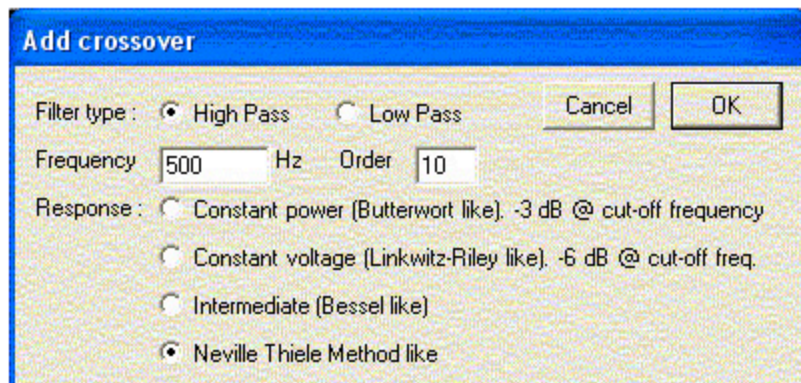 Add crossover
Filter type : High Pass Low Pass Cancel OK
Frequency 500 Hz Order 10
Response : Constant power (Butterwort like). -3 dB @ cut-off frequency
Constant voltage (Linkwitz-Riley like). -6 dB @ cut-off freq.
Intermediate (Bessel like)
Neville Thiele Method like